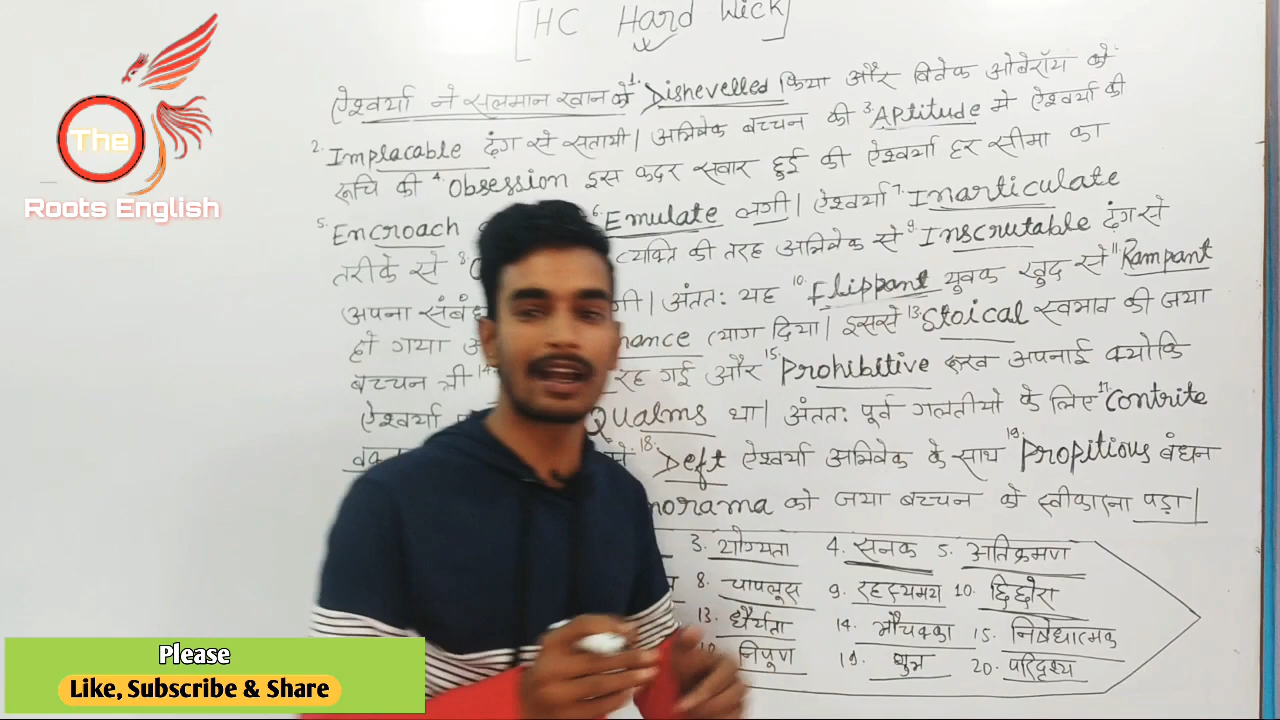 [HC Hard Wick]
ऐश्वर्या ने सलमान खान को 1. Dishevelled किया और विवेक ओबेरॉय को
2. Implacable ढंग से सतायी। अभिषेक बच्चन की 3. Aptitude मे ऐश्वर्या की
रूचि की 4. Obsession इस कदर सवार हुई की ऐश्वर्या हर सीमा का
5. Encroach 6. Emulate लगी। ऐश्वर्या 7. Inarticulate
तरीके से 8. व्यक्ति की तरह अभिषेक से 9. Inscrutable ढंग से
अपना संबंध गी। अंततः यह 10. Flippant युवक खुद से 11. Rampant
हो गया nance त्याग दिया। इससे 13. Stoical स्वभाव की जया
बच्चन भी 14. रह गई और 15. Prohibitive रूख अपनाई क्योकि
ऐश्वर्या Qualms था। अंततः पूर्व गलतीयो के लिए 17. Contrite
18. Deft ऐश्वर्या अभिषेक के साथ 19. Propitious बंधन
norama को जया बच्चन को स्वीकारना पड़ा।
3. योग्यता 4. सनक 5. अतिक्रमण
8. चापलूस 9. रहस्यमय 10. छिछोरा
13. धैर्यता 14. भौचक्का 15. निषेधात्मक
निपूण 19. शुभ 20. परिदृश्य
The
Roots English
Please
Like, Subscribe & Share